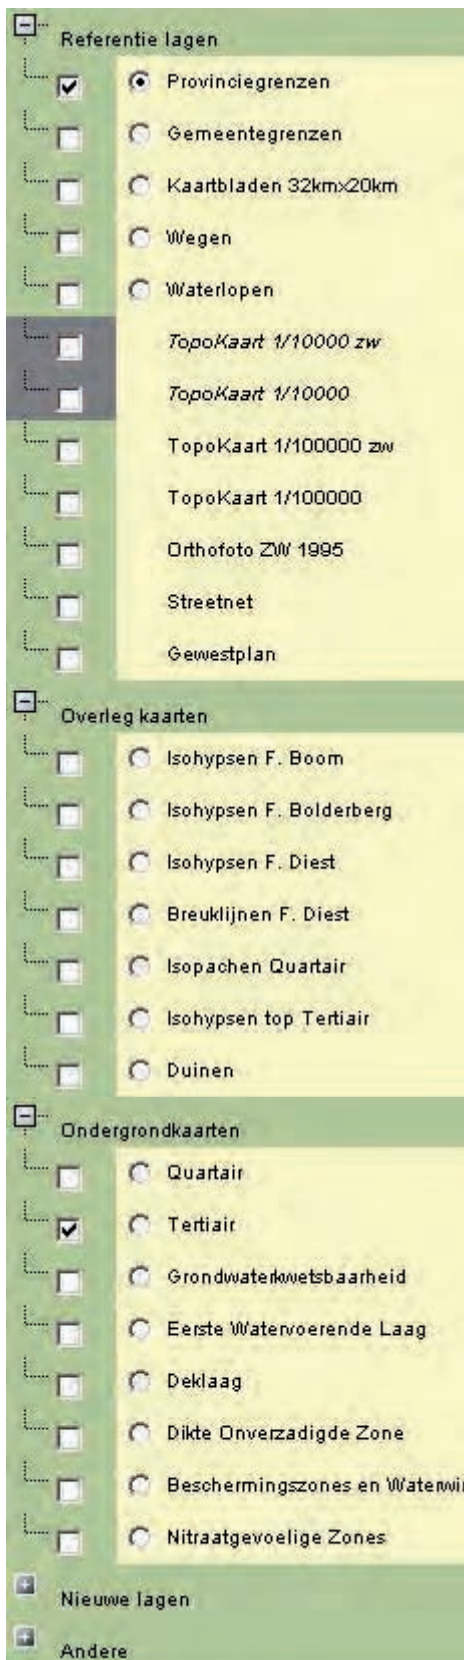 Referentie lagen
Provinciegrenzen
Gemeentegrenzen
Kaartbladen 32kmx20km
Wegen
Waterlopen
TopoKaart 1/10000 zw
TopoKaart 1/10000
TopoKaart 1/100000 zw
TopoKaart 1/100000
Orthofoto ZW 1995
Streetnet
Gewestplan
Overleg kaarten
Isohypsen F. Boom
Isohypsen F. Bolderberg
Isohypsen F. Diest
Breuklijnen F. Diest
Isopachen Quartair
Isohypsen top Tertiair
Duinen
Ondergrondkaarten
Quartair
Tertiair
Grondwaterkwetsbaarheid
Eerste Watervoerende Laag
Deklaag
Dikte Onverzadigde Zone
Beschermingszones en
Nitraatgevoelige Zones
Nieuwe lagen
Andere